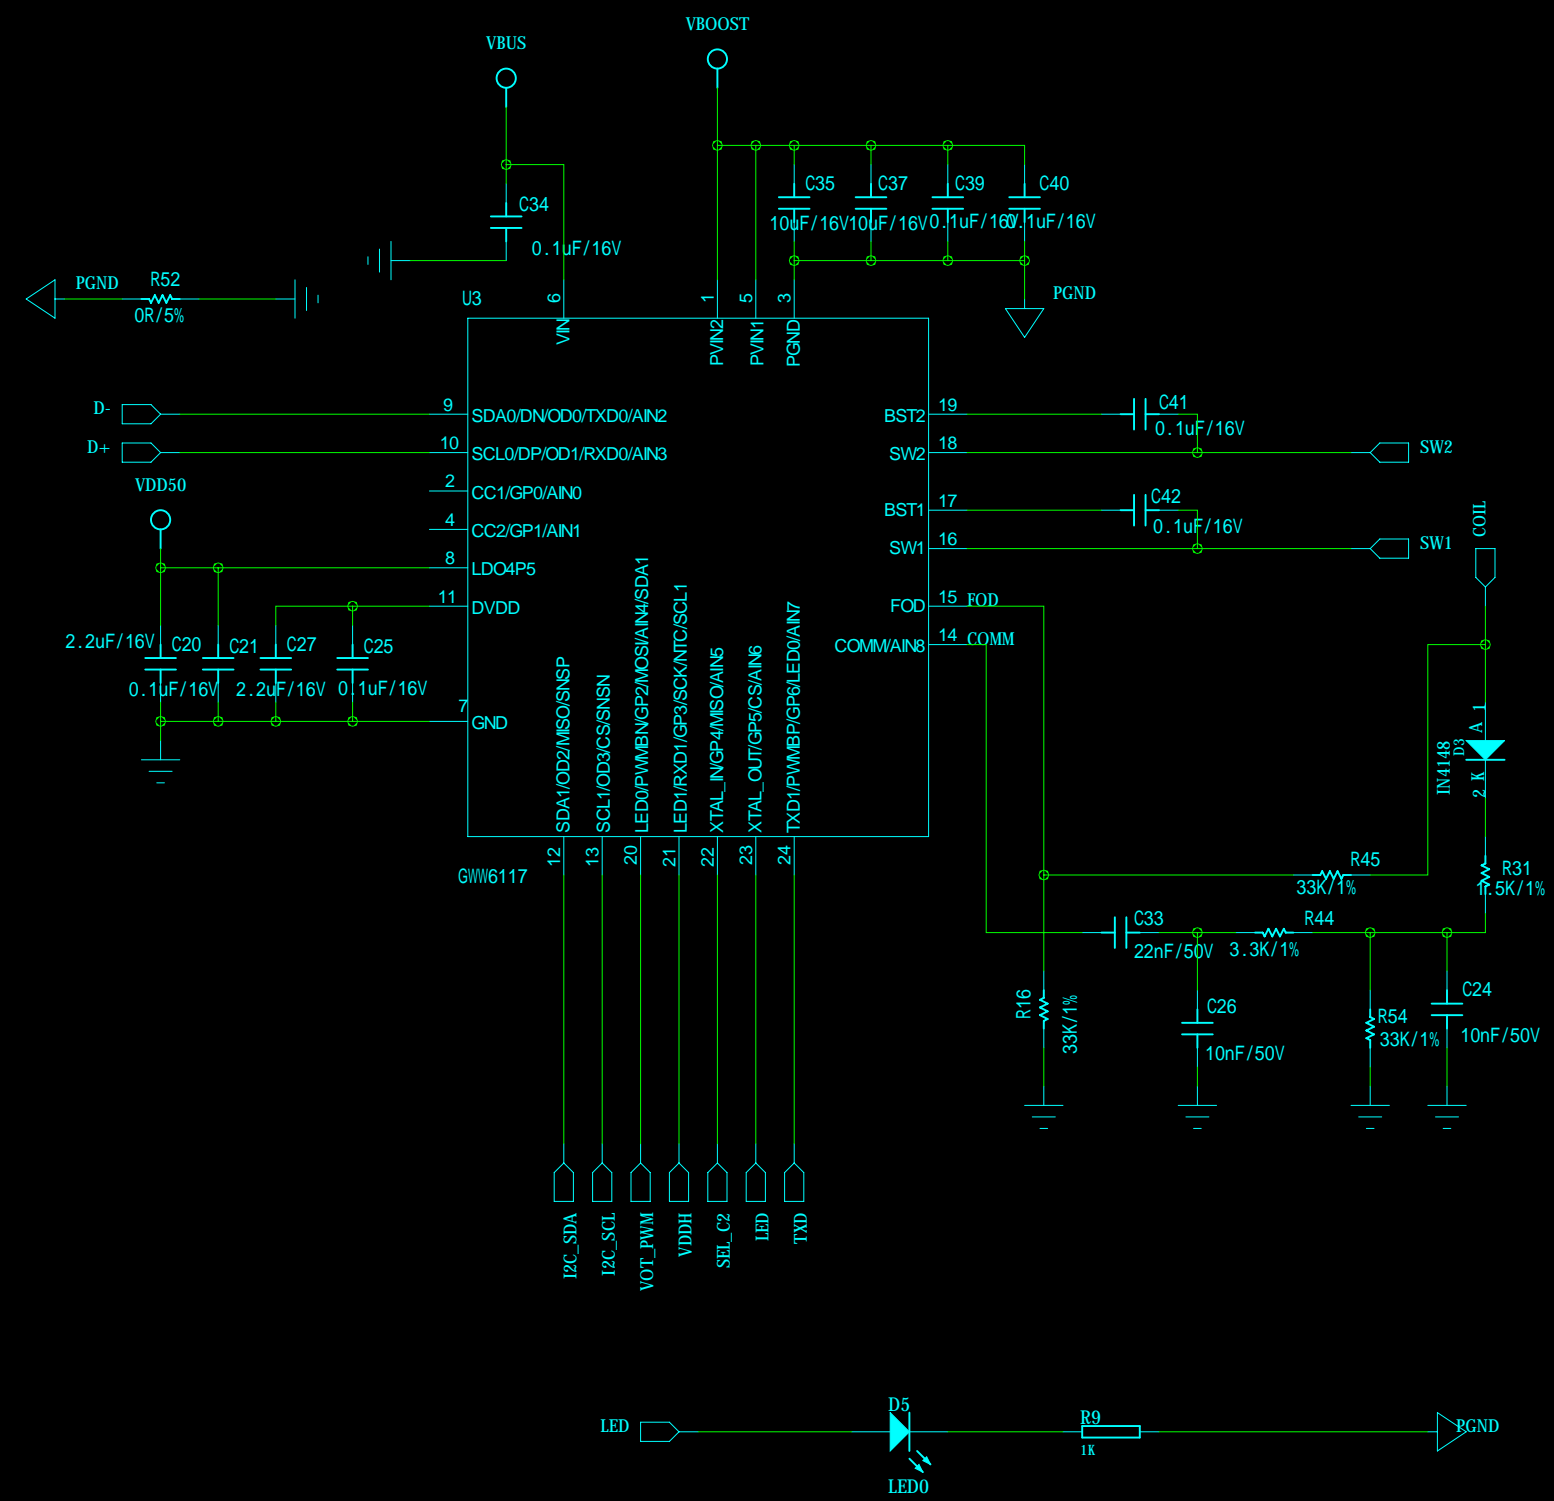 VBOOST
VBUS
C34
0.1uF/16V
C35
10uF/16V
C37
10uF/16V
C39
0.1uF/16V
C40
0.1uF/16V
PGND
R52
0R/5%
PGND
U3
6
1
5
3
VIN
PVIN2
PVIN1
PGND
D-
9
SDA0/DN/OD0/TXD0/AIN2
D+
10
SCL0/DP/OD1/RXD0/AIN3
2
CC1/GP0/AIN0
4
CC2/GP1/AIN1
VDD50
8
LDO4P5
11
DVDD
7
GND
2.2uF/16V
C20
C21
0.1uF/16V
C27
2.2uF/16V
C25
0.1uF/16V
BST2
19
C41
0.1uF/16V
SW2
18
SW2
BST1
17
C42
0.1uF/16V
SW1
16
SW1
FOD
15
FOD
COMM/AIN8
14
COMM
COIL
A 1
D3
IN4148
2 K
SDA1/OD2/MISO/SNSP
SCL1/OD3/CS/SNSN
LED0/PWMBN/GP2/MOSI/AIN4/SDA1
LED1/RXD1/GP3/SCK/NTC/SCL1
XTAL_IN/GP4/MISO/AIN5
XTAL_OUT/GP5/CS/AIN6
TXD1/PWMBP/GP6/LED0/AIN7
12
13
20
21
22
23
24
GWW6117
R45
33K/1%
R31
1.5K/1%
C33
22nF/50V
R44
3.3K/1%
R16
33K/1%
C26
10nF/50V
R54
33K/1%
C24
10nF/50V
I2C_SDA
I2C_SCL
VOT_PWM
VDDH
SEL_C2
LED
TXD
LED
D5
LED0
R9
1K
PGND